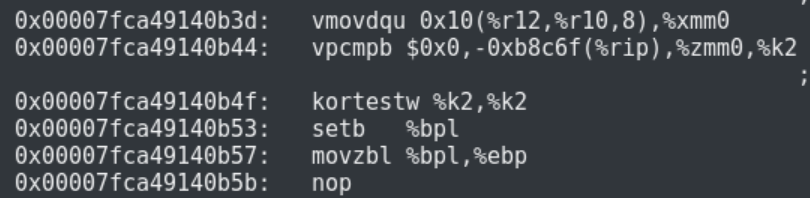 0x00007fca49140b3d: vmovdqu 0x10(%r12,%r10,8),%xmm0
0x00007fca49140b44: vpcmpb $0x0,-0xb8c6f(%rip),%zmm0,%k2
;
0x00007fca49140b4f: kortestw %k2,%k2
0x00007fca49140b53: setb %bpl
0x00007fca49140b57: movzbl %bpl,%ebp
0x00007fca49140b5b: nop